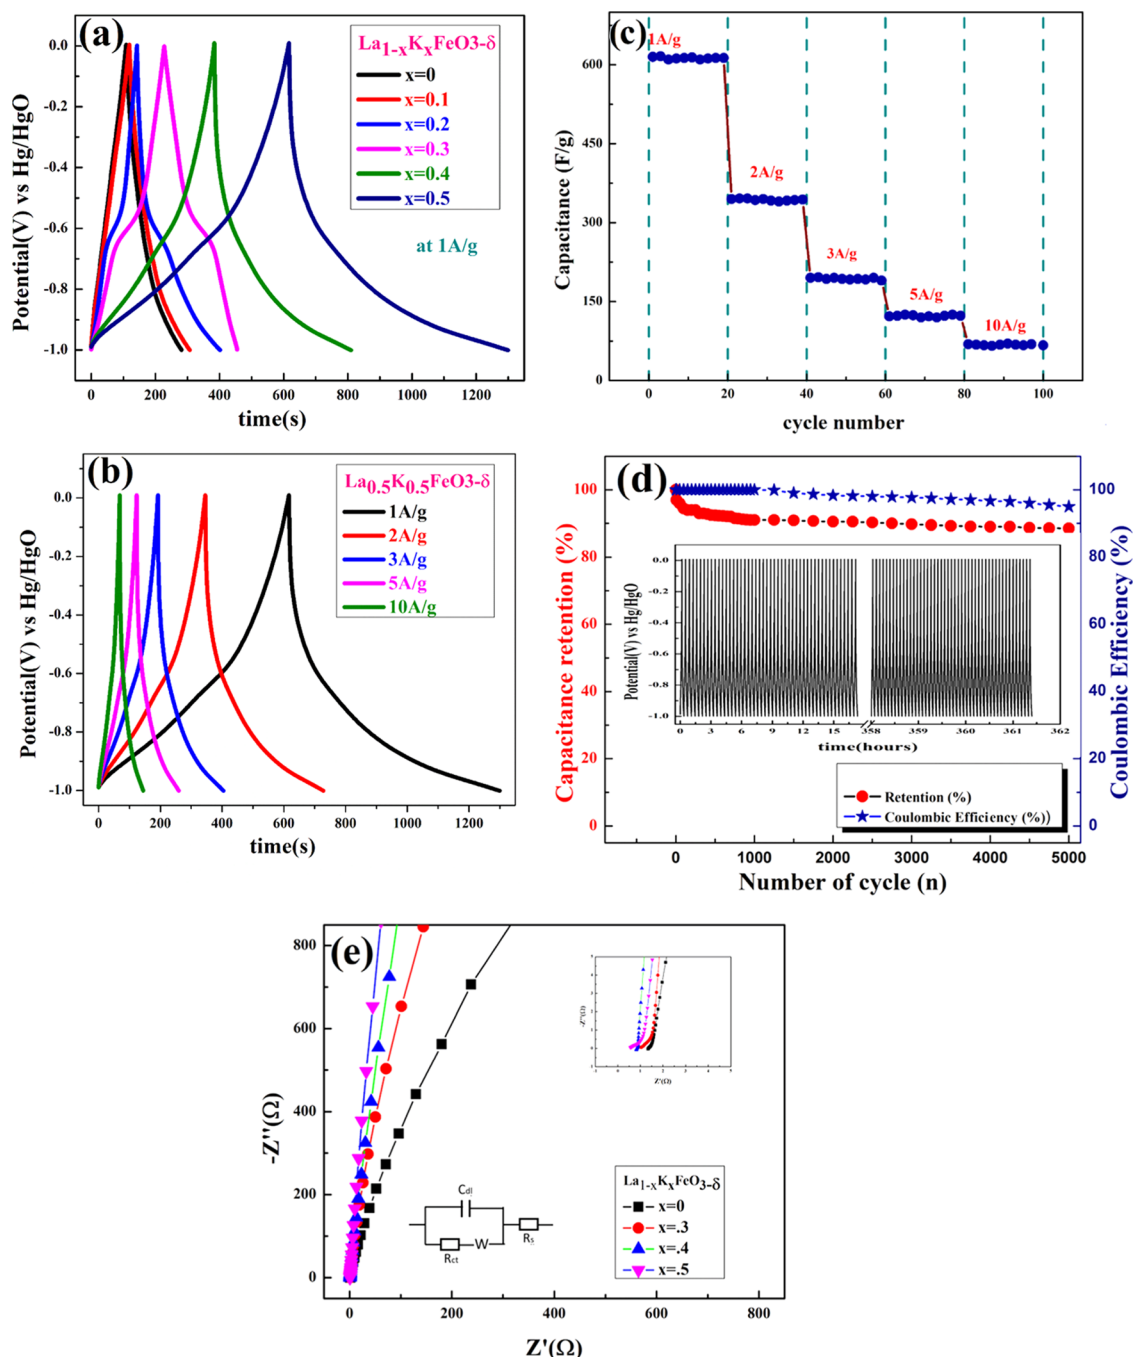 (a)
La1-xKxFeO3-δ
x=0
x=0.1
x=0.2
x=0.3
x=0.4
x=0.5
at 1A/g
Potential(V) vs Hg/HgO
0.0
-0.2
-0.4
-0.6
-0.8
-1.0
0 200 400 600 800 1000 1200
time(s)
(c)
1A/g
2A/g
3A/g
5A/g
10A/g
Capacitance (F/g)
600
450
300
150
0
0 20 40 60 80 100
cycle number
(b)
La0.5K0.5FeO3-δ
1A/g
2A/g
3A/g
5A/g
10A/g
Potential(V) vs Hg/HgO
0.0
-0.2
-0.4
-0.6
-0.8
-1.0
0 200 400 600 800 1000 1200
time(s)
(d)
Capacitance retention (%)
100
80
60
40
20
0
Coulombic Efficiency (%)
100
80
60
40
20
0
Potential(V) vs Hg/HgO
0.0
-0.2
-0.4
-0.6
-0.8
-1.0
0 3 6 9 12 15 358 359 360 361 362
time(hours)
Retention (%)
Coulombic Efficiency (%))
0 1000 2000 3000 4000 5000
Number of cycle (n)
(e)
-Z''(Ω)
800
600
400
200
0
0 200 400 600 800
Z'(Ω)
-Z''(Ω)
Z'(Ω)
Cdl
Rct
W
Rs
La1-xKxFeO3-δ
x=0
x=.3
x=.4
x=.5